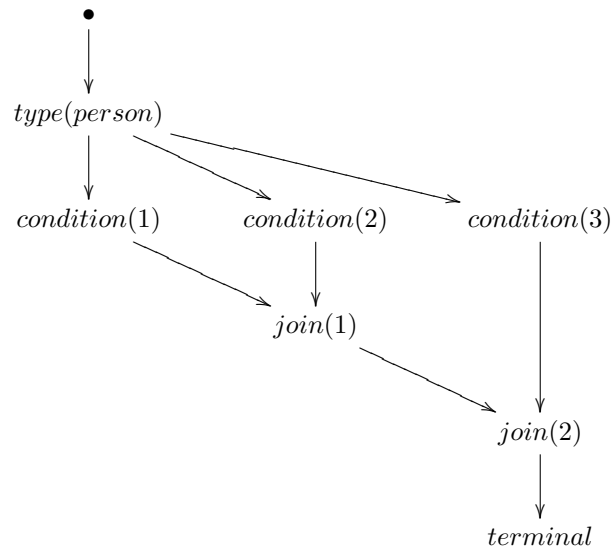 type(person)
condition(1) condition(2) condition(3)
join(1)
join(2)
terminal